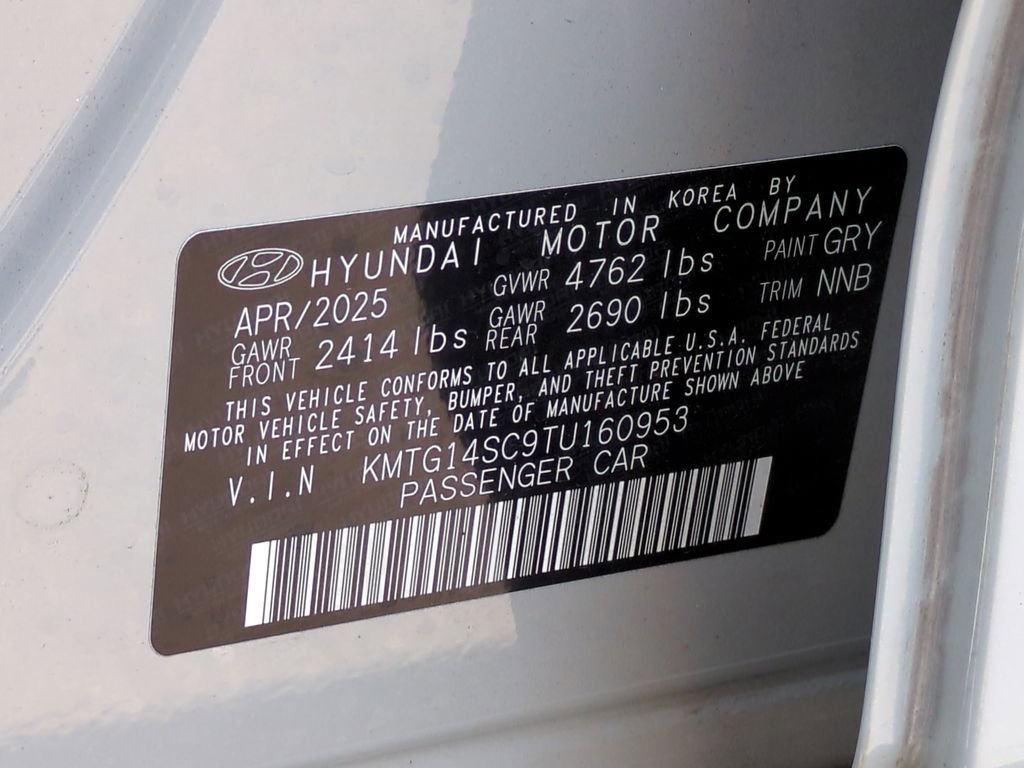 MANUFACTURED IN KOREA BY
HYUNDAI MOTOR COMPANY
APR/2025 GVWR 4762 lbs PAINT GRY
GAWR FRONT 2414 lbs GAWR REAR 2690 lbs TRIM NNB
THIS VEHICLE CONFORMS TO ALL APPLICABLE U.S.A. FEDERAL
MOTOR VEHICLE SAFETY, BUMPER, AND THEFT PREVENTION STANDARDS
IN EFFECT ON THE DATE OF MANUFACTURE SHOWN ABOVE
V.I.N KMTG14SC9TU160953
PASSENGER CAR